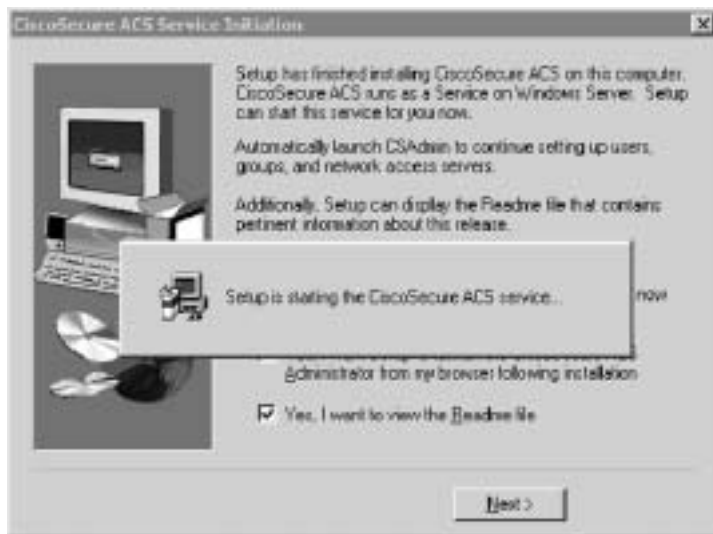 CiscoSecure ACS Service Initiation
Setup has finished installing CiscoSecure ACS on this computer.
CiscoSecure ACS runs as a Service on Windows Server. Setup
can start this service for you now.
Automatically launch CSAdmin to continue setting up users,
groups, and network access servers.
Additionally, Setup can display the Readme file that contains
pertinent information about this release.
now
Setup is starting the CiscoSecure ACS service...
Administrator from my browser following installation
Yes, I want to view the Readme file
Next >